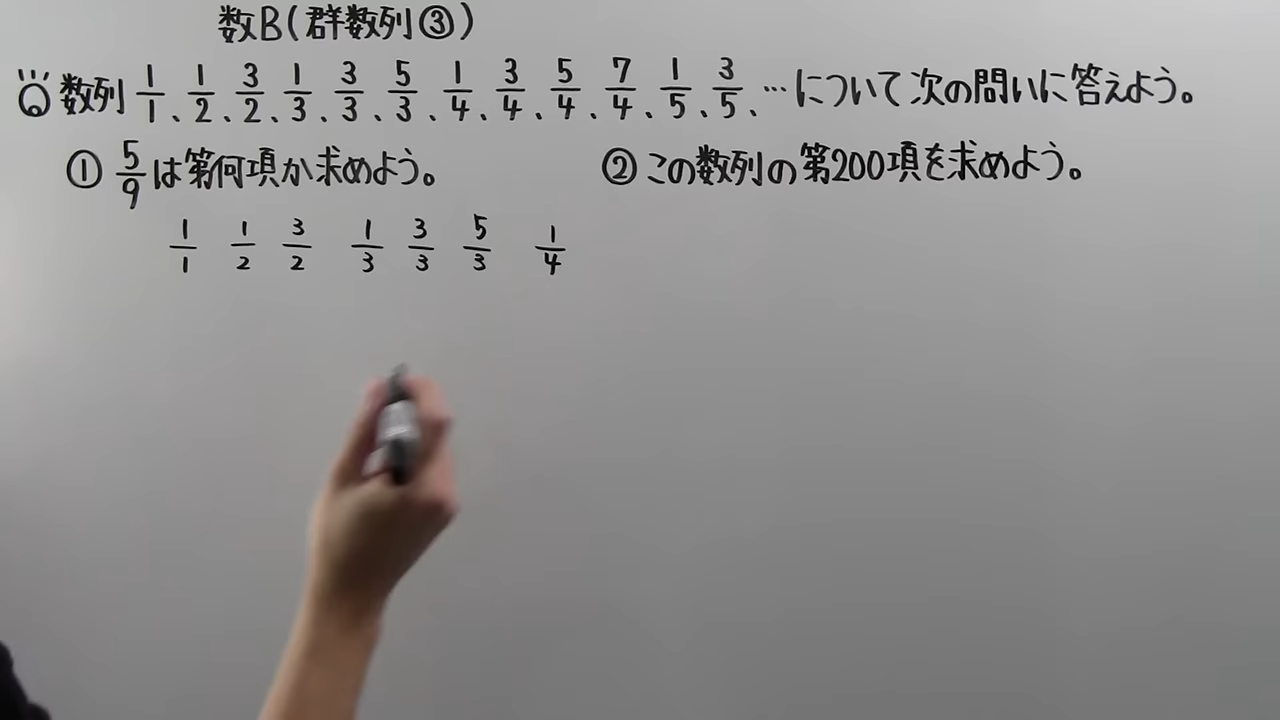 数B(群数列③)
数列 1/1、1/2、3/2、1/3、3/3、5/3、1/4、3/4、5/4、7/4、1/5、3/5、…について次の問いに答えよう。
① 5/9は第何項か求めよう。 ② この数列の第200項を求めよう。
1/1 1/2 3/2 1/3 3/3 5/3 1/4